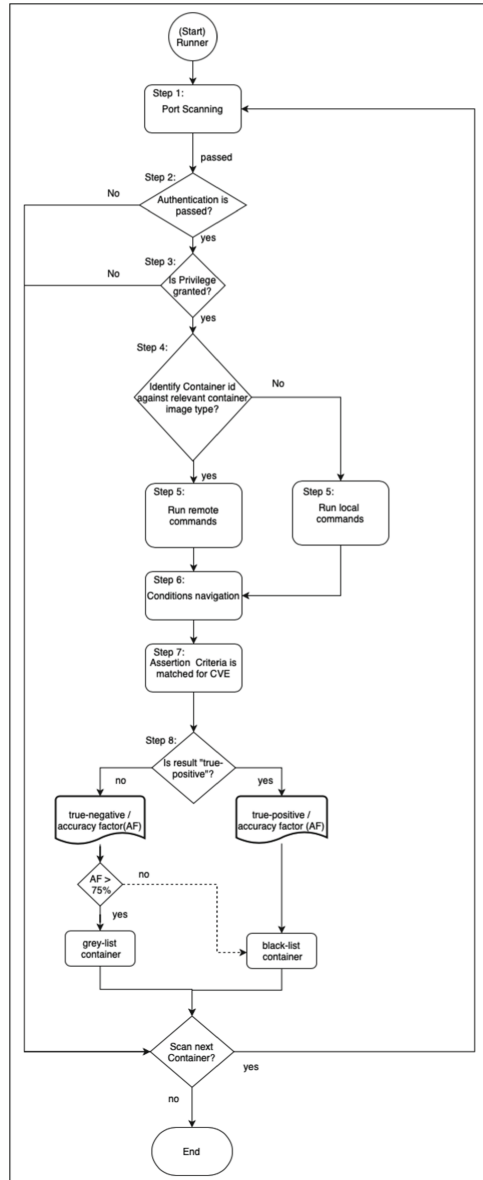 (Start)
Runner
Step 1:
Port Scanning
passed
Step 2:
No
Authentication is
passed?
yes
Step 3:
No
Is Privilege
granted?
yes
Step 4:
Identify Container id
against relevant container
image type?
No
yes
Step 5:
Run remote
commands
Step 5:
Run local
commands
Step 6:
Conditions navigation
Step 7:
Assertion Criteria is
matched for CVE
Step 8:
Is result "true-
positive"?
no
yes
true-negative /
accuracy factor(AF)
true-positive /
accuracy factor (AF)
AF >
75%
no
yes
grey-list
container
black-list
container
Scan next
Container?
yes
no
End